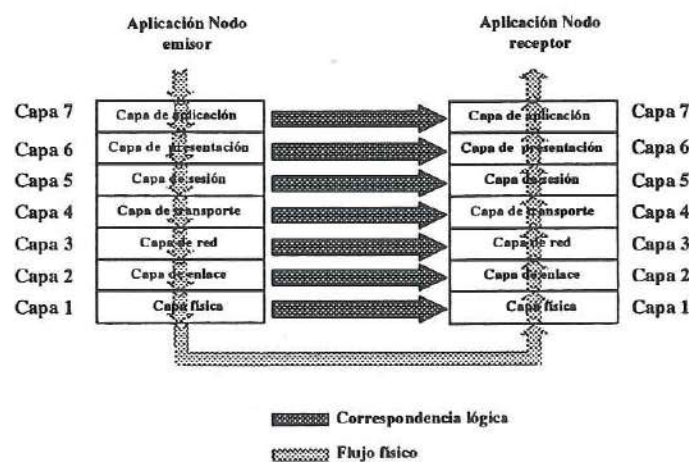 Aplicación Nodo emisor
Aplicación Nodo receptor
Capa 7 Capa de aplicación Capa de aplicación Capa 7
Capa 6 Capa de presentación Capa de presentación Capa 6
Capa 5 Capa de sesión Capa de sesión Capa 5
Capa 4 Capa de transporte Capa de transporte Capa 4
Capa 3 Capa de red Capa de red Capa 3
Capa 2 Capa de enlace Capa de enlace Capa 2
Capa 1 Capa física Capa física Capa 1
Correspondencia lógica
Flujo físico